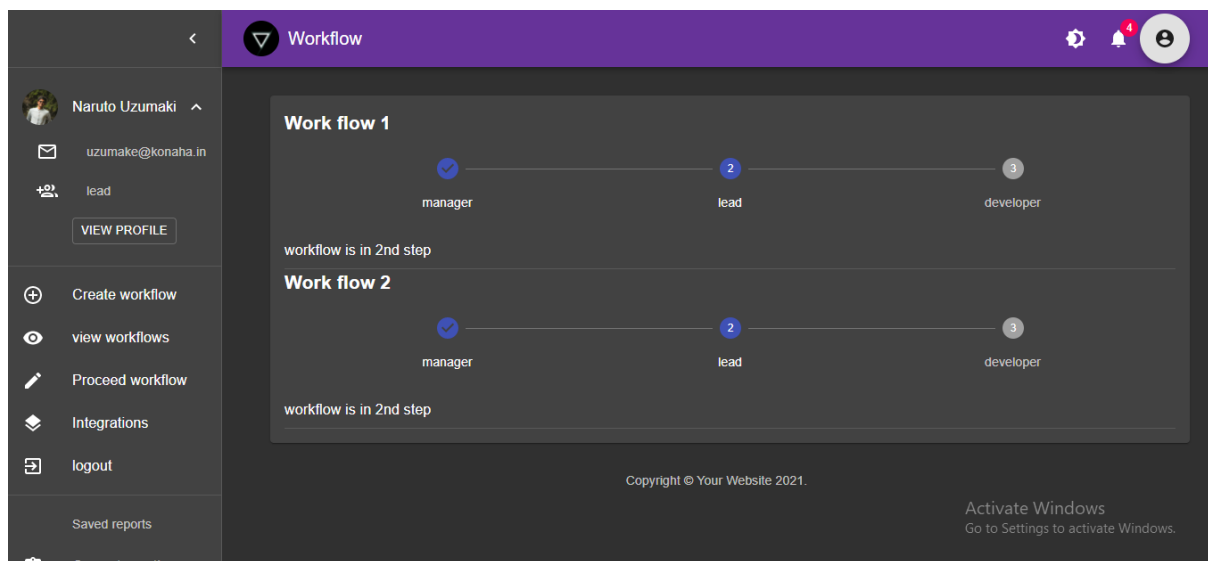 Workflow
4
Naruto Uzumaki
uzumake@konaha.in
lead
VIEW PROFILE
Create workflow
view workflows
Proceed workflow
Integrations
logout
Saved reports
Work flow 1
2 3
manager lead developer
workflow is in 2nd step
Work flow 2
2 3
manager lead developer
workflow is in 2nd step
Copyright © Your Website 2021.
Activate Windows
Go to Settings to activate Windows.